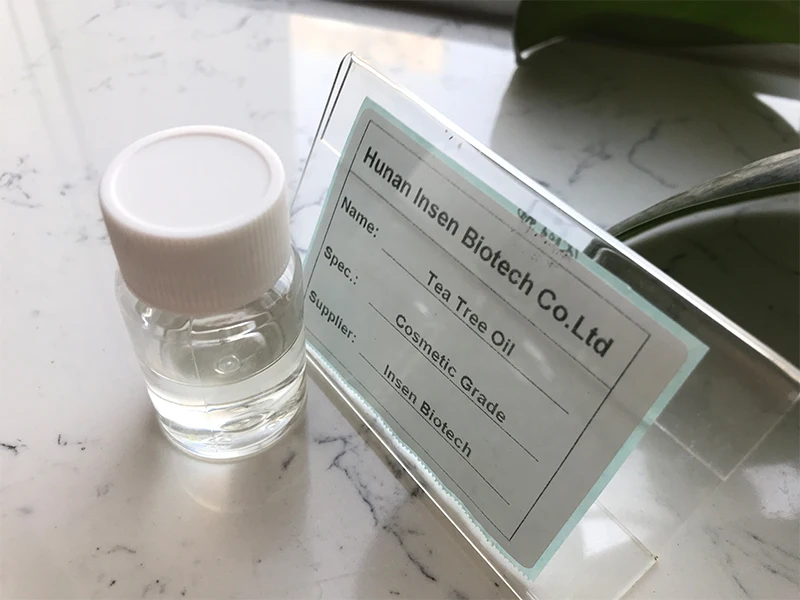 Hunan Insen Biotech Co.Ltd
Name: Tea Tree Oil
Spec.: Cosmetic Grade
Supplier: Insen Biotech